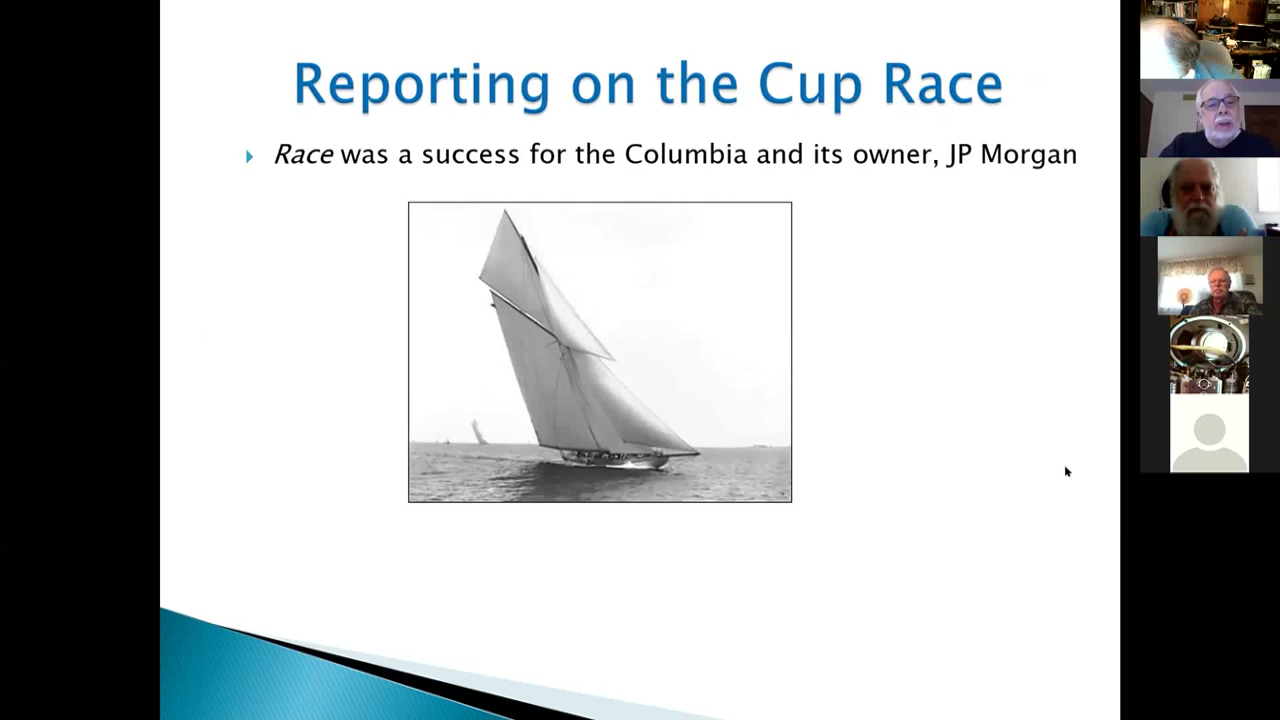 Reporting on the Cup Race
Race was a success for the Columbia and its owner, JP Morgan